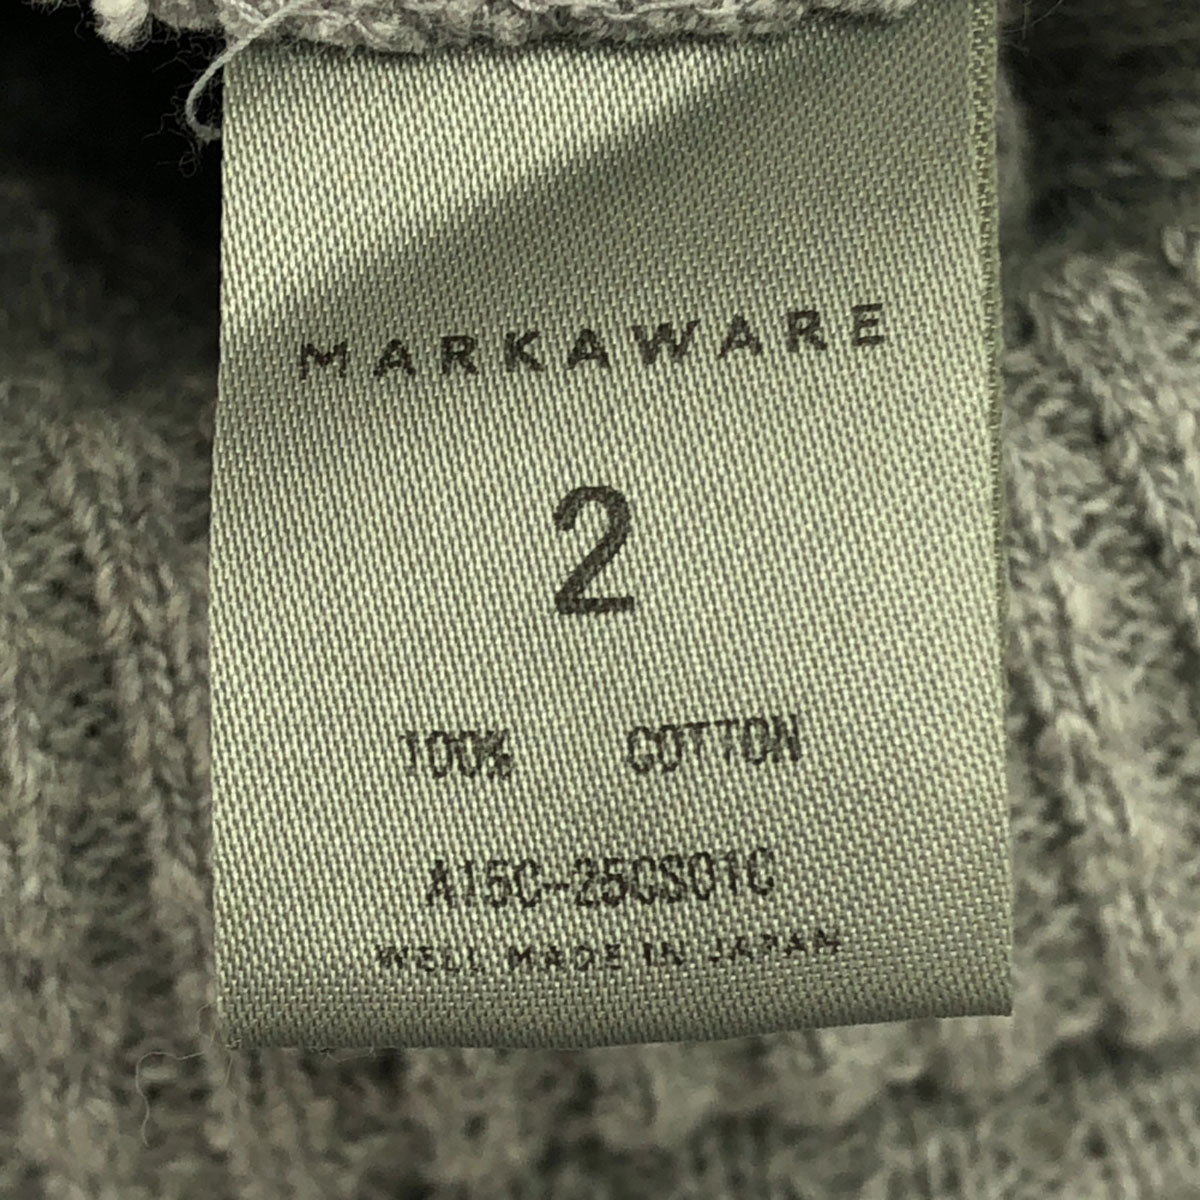 MARKAWARE
2
100% COTTON
A15C-25CS01C
WELL MADE IN JAPAN